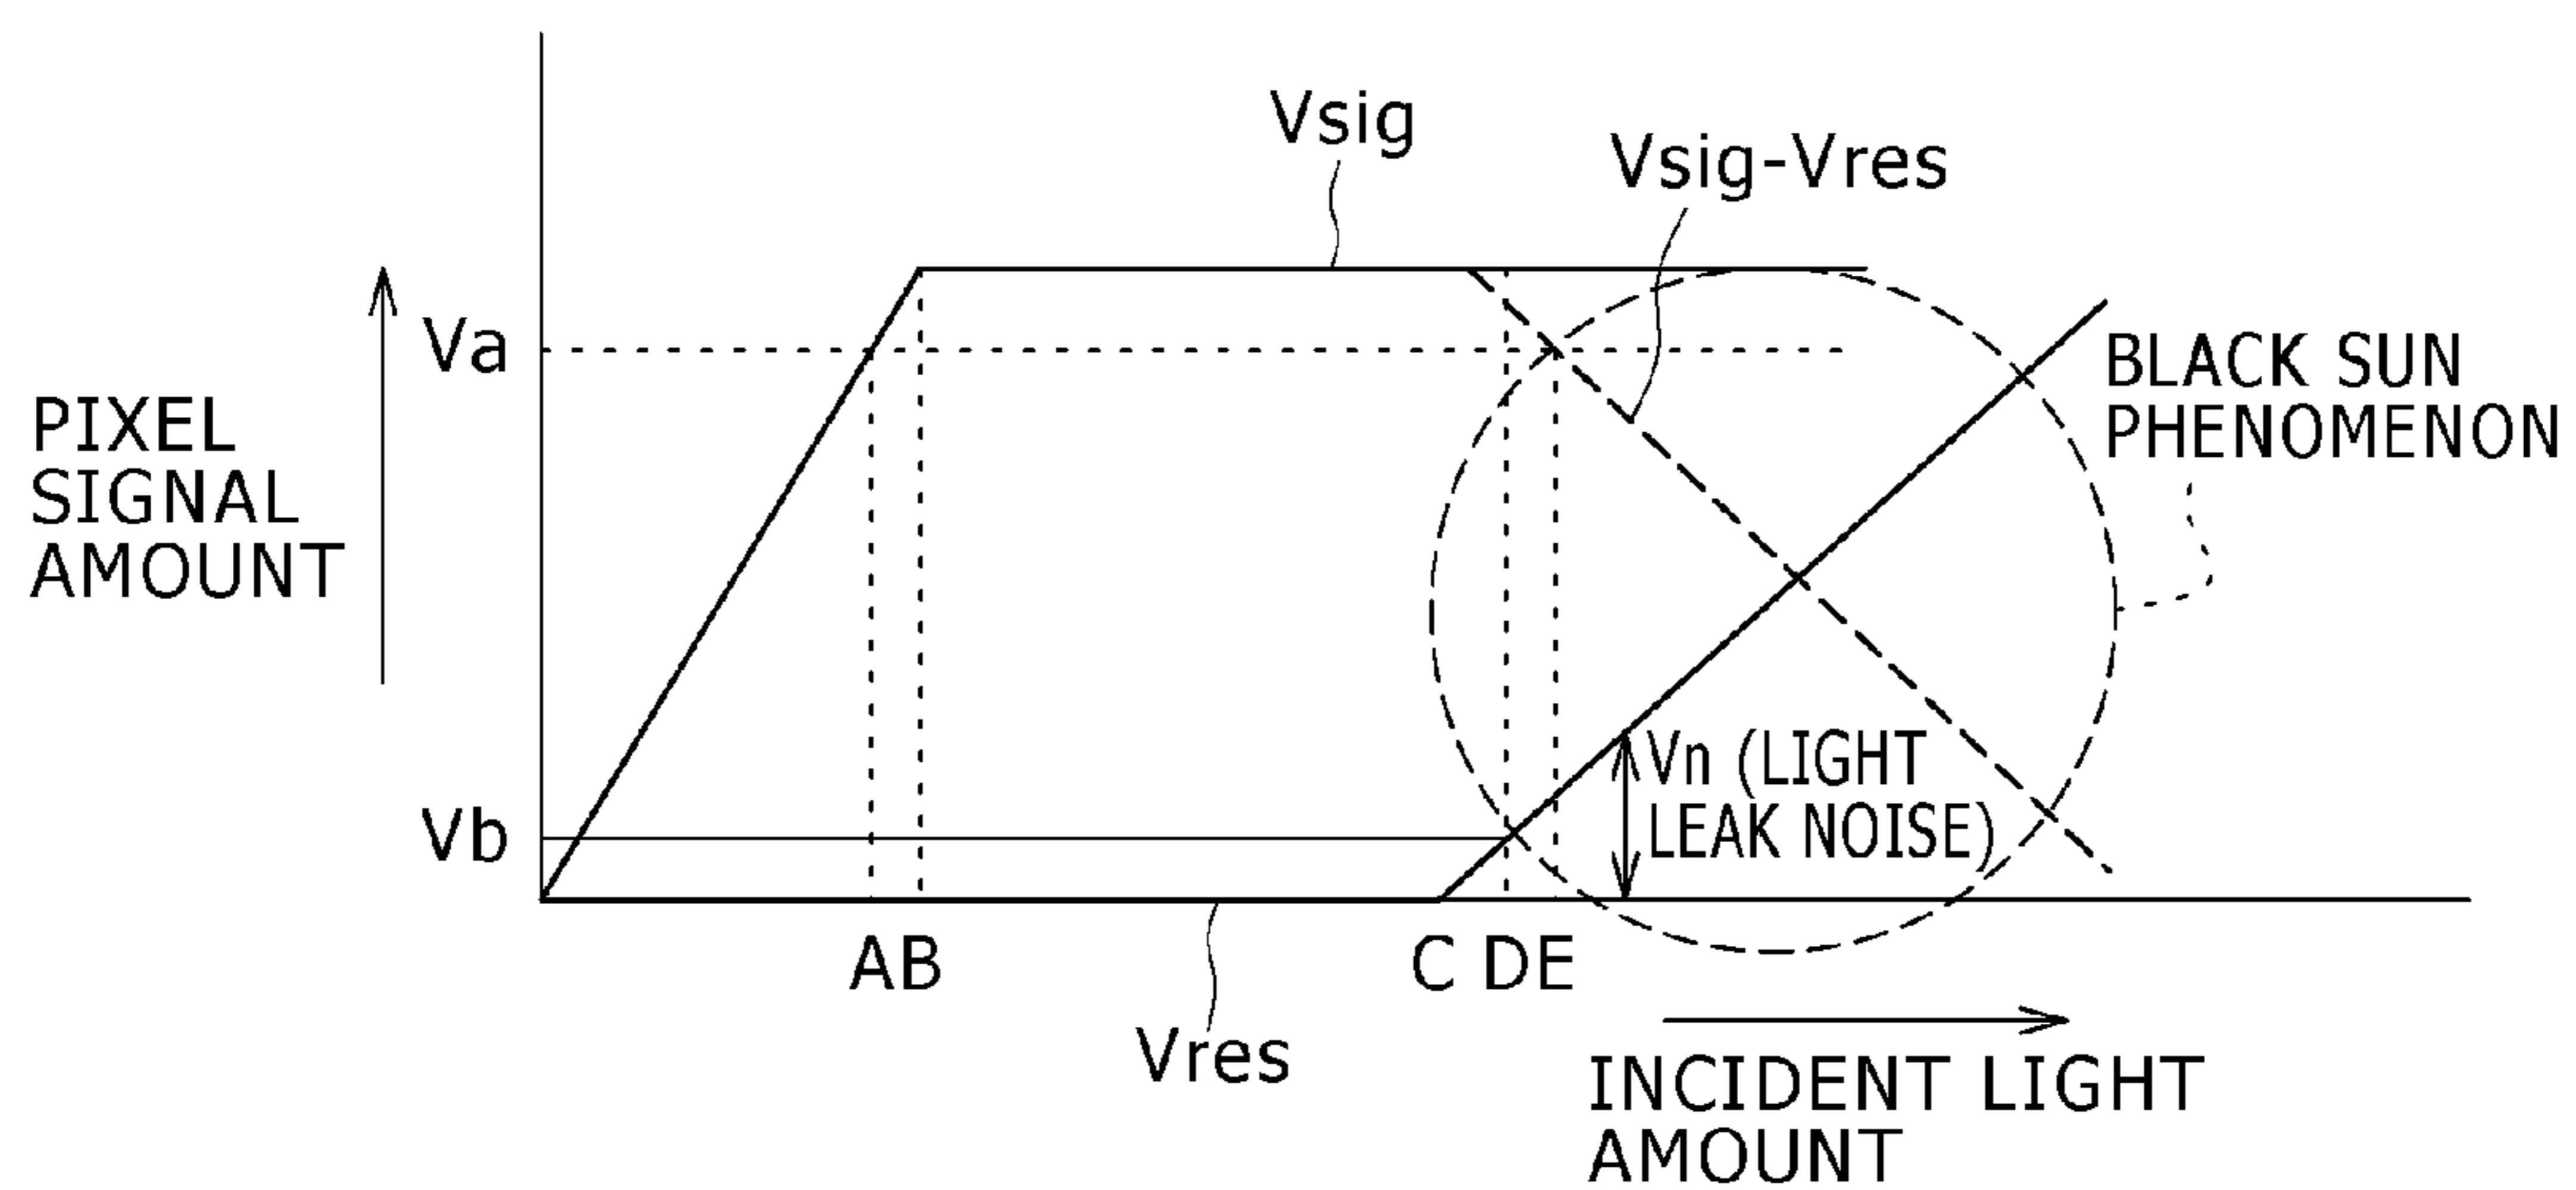 Vsig
Vsig-Vres
Va
BLACK SUN
PHENOMENON
PIXEL
SIGNAL
AMOUNT
Vn (LIGHT
LEAK NOISE)
Vb
AB
C DE
Vres
INCIDENT LIGHT
AMOUNT